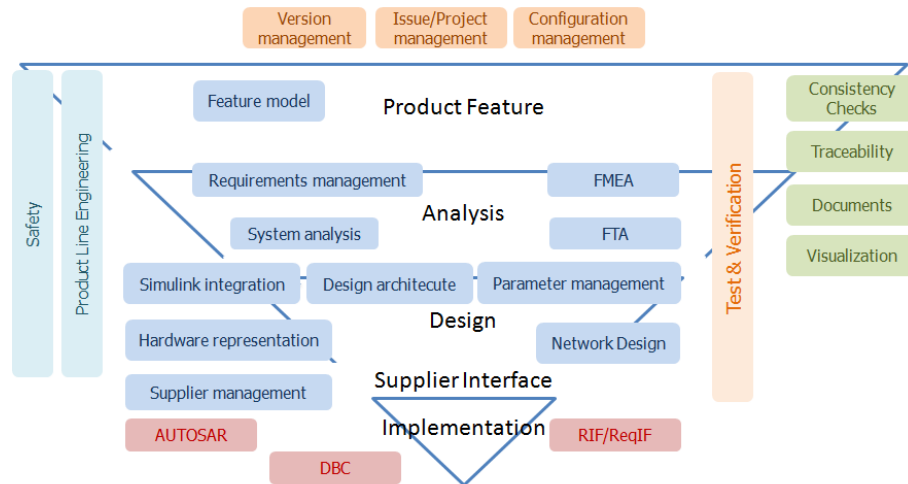 Version
management
Issue/Project
management
Configuration
management
Safety
Product Line Engineering
Feature model
Product Feature
Test & Verification
Consistency
Checks
Traceability
Documents
Visualization
Requirements management
FMEA
Analysis
System analysis
FTA
Simulink integration
Design architecute
Parameter management
Design
Hardware representation
Network Design
Supplier Interface
Supplier management
Implementation
AUTOSAR
RIF/ReqIF
DBC